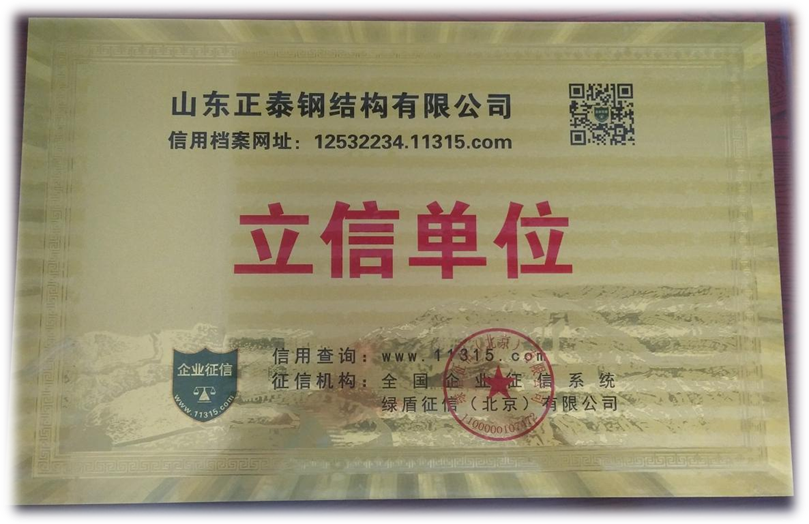 山东正泰钢结构有限公司
信用档案网址：12532234.11315.com
立信单位
企业征信
www.11315.com
信用查询：www.11315.com
征信机构：全国企业征信系统
绿盾征信（北京）有限公司